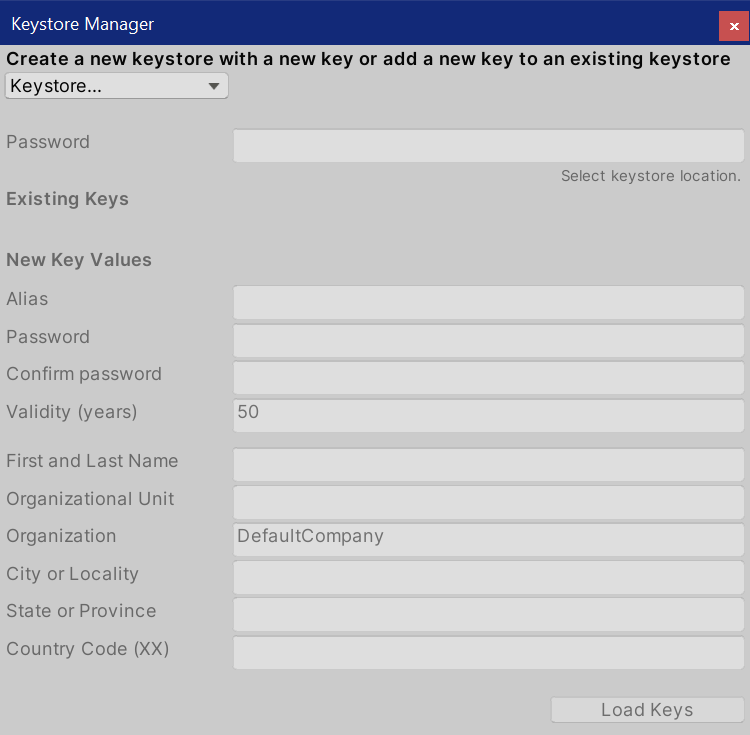 Keystore Manager
Create a new keystore with a new key or add a new key to an existing keystore
Keystore...
Password
Select keystore location.
Existing Keys
New Key Values
Alias
Password
Confirm password
Validity (years) 50
First and Last Name
Organizational Unit
Organization DefaultCompany
City or Locality
State or Province
Country Code (XX)
Load Keys